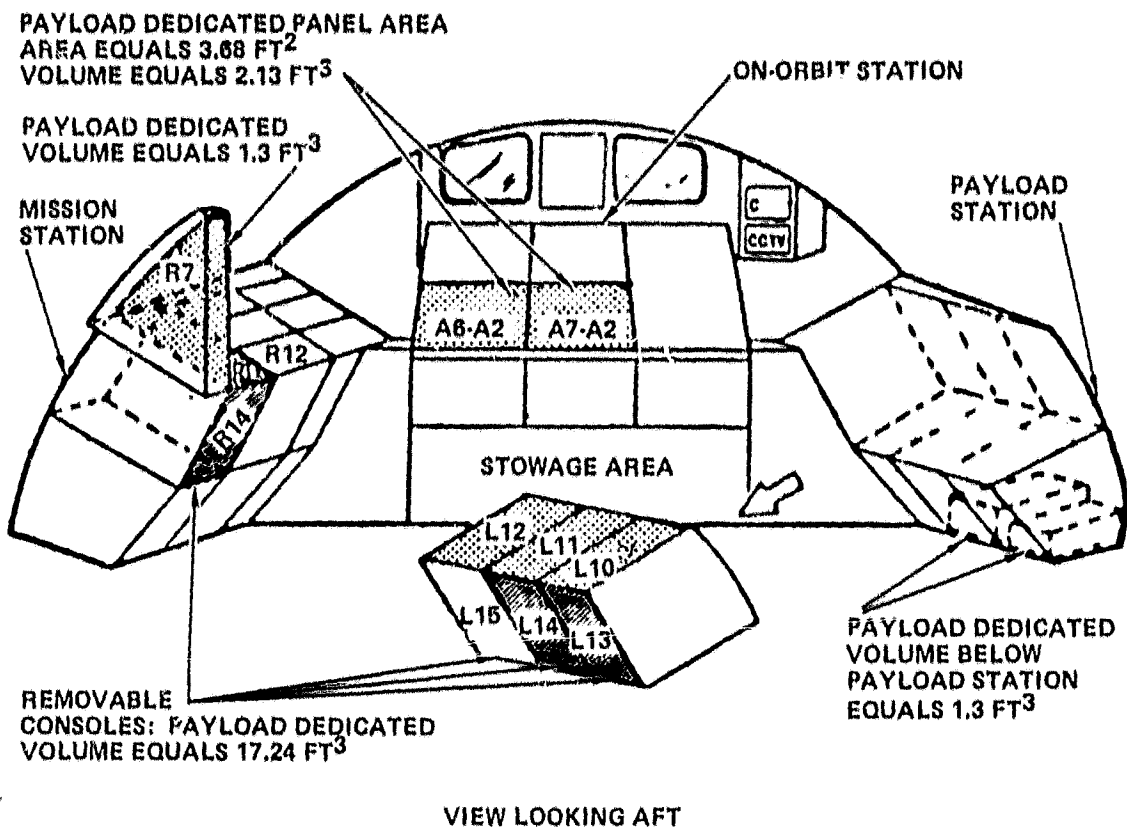 PAYLOAD DEDICATED PANEL AREA
AREA EQUALS 3.68 FT2
VOLUME EQUALS 2.13 FT3
ON-ORBIT STATION
PAYLOAD DEDICATED
VOLUME EQUALS 1.3 FT3
PAYLOAD
STATION
MISSION
STATION
C
CCTV
R7
A6-A2
A7-A2
R12
R14
STOWAGE AREA
L12
L11
L10
L15
L14
L13
PAYLOAD DEDICATED
VOLUME BELOW
PAYLOAD STATION
EQUALS 1.3 FT3
REMOVABLE
CONSOLES: PAYLOAD DEDICATED
VOLUME EQUALS 17.24 FT3
VIEW LOOKING AFT